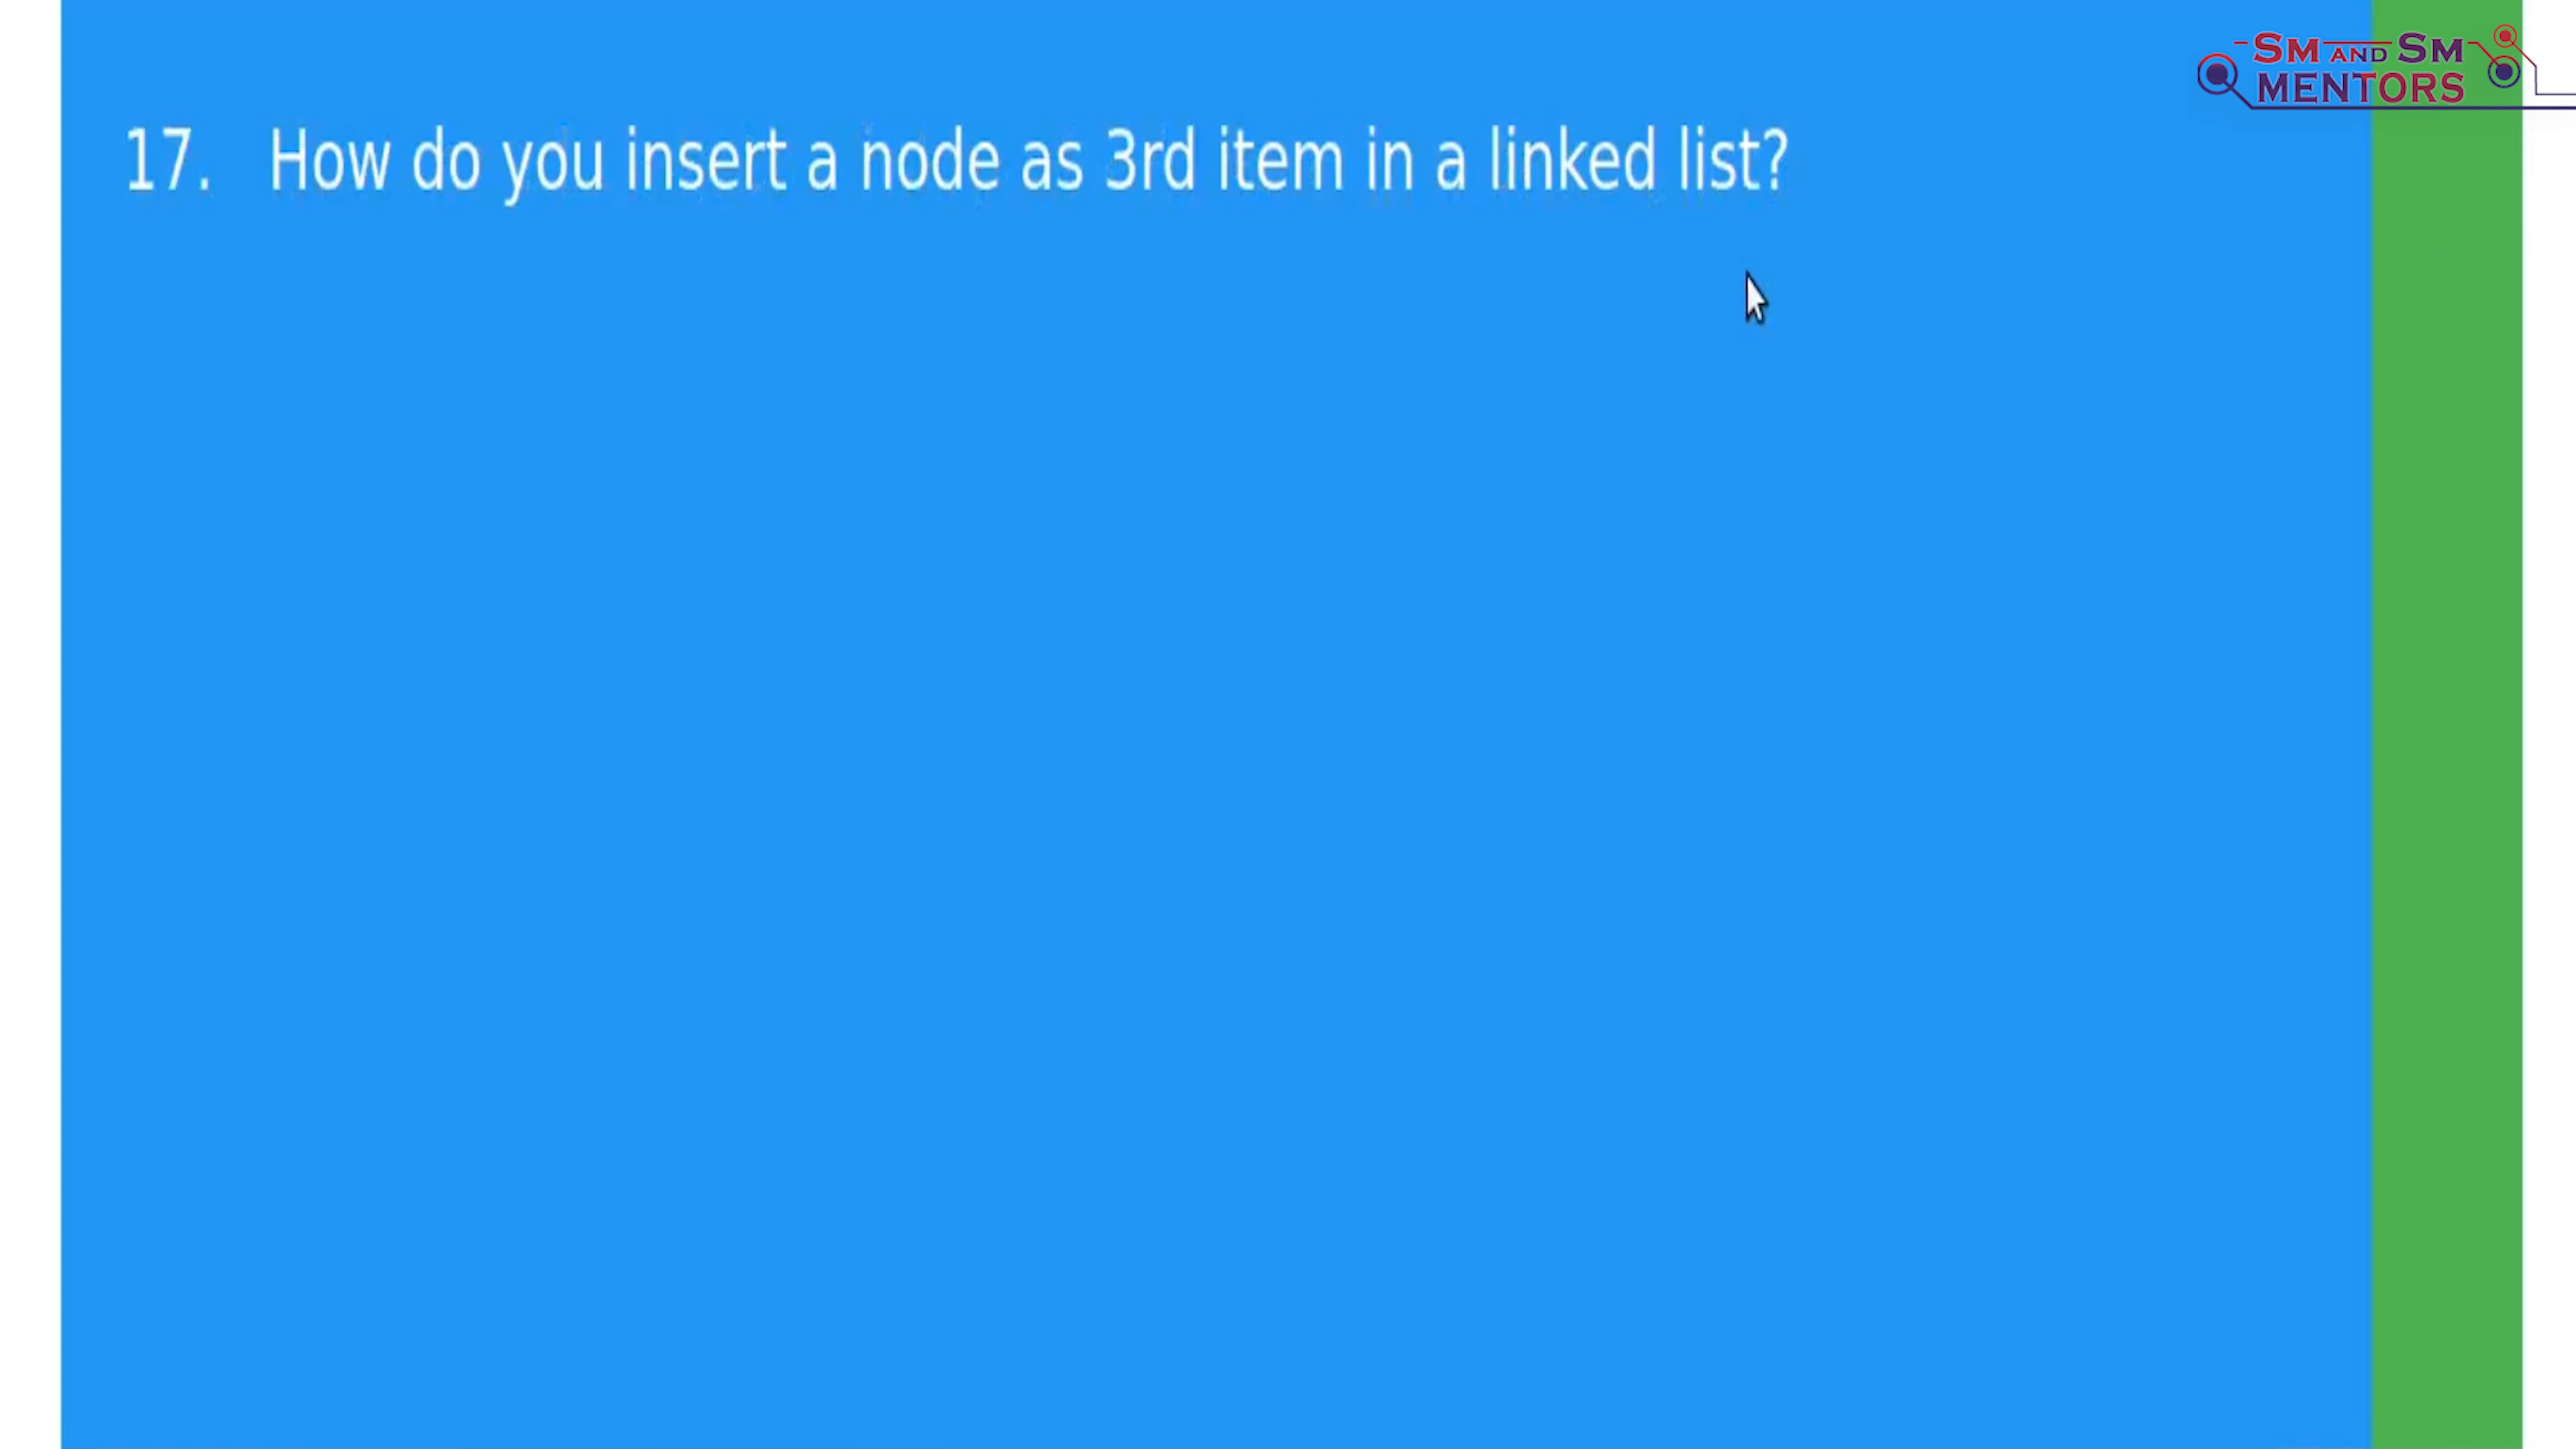 SM AND SM
MENTORS
17. How do you insert a node as 3rd item in a linked list?